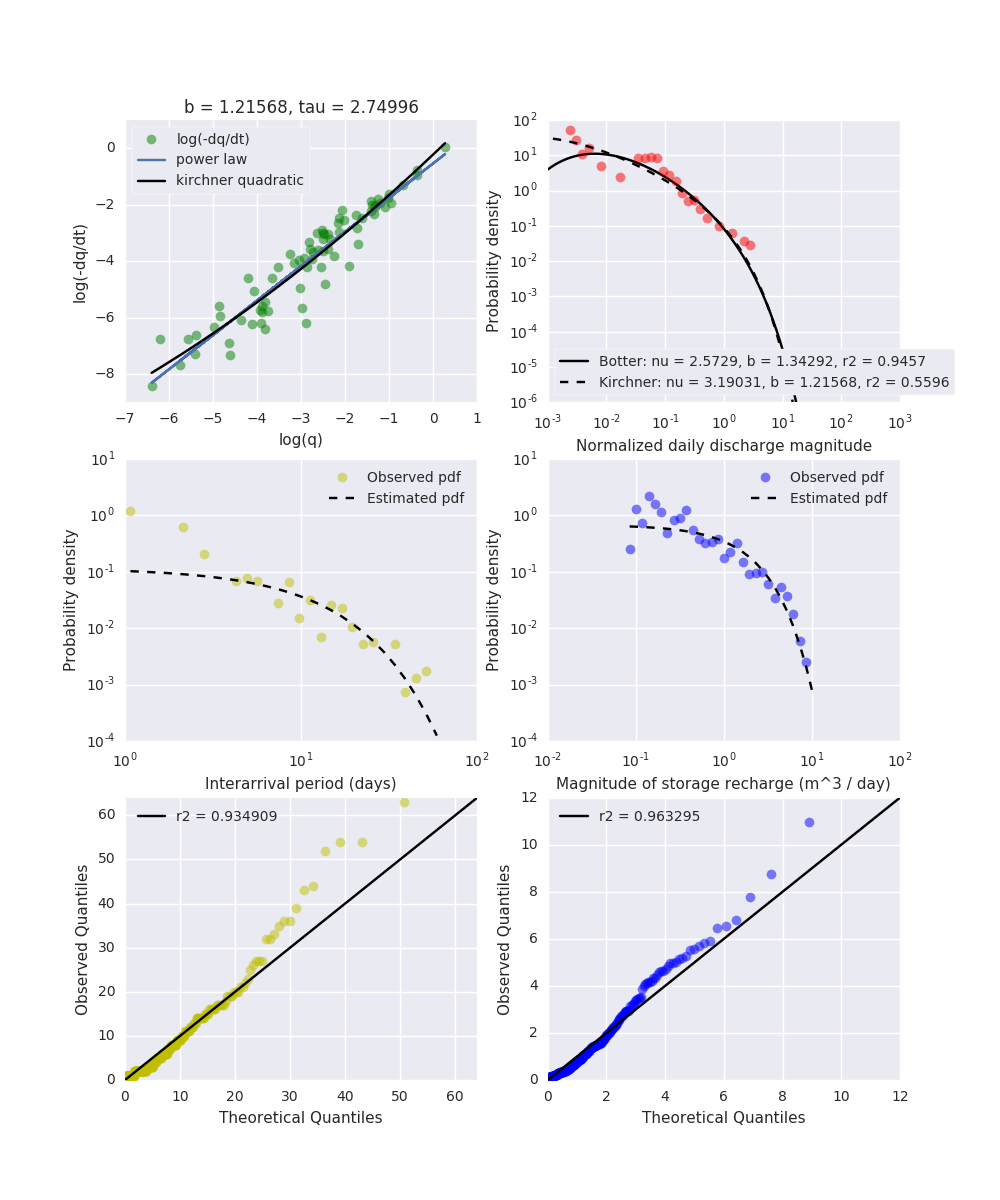 b = 1.21568, tau = 2.74996
log(-dq/dt)
power law
kirchner quadratic
0
−2
−4
−6
−8
log(-dq/dt)
−7 −6 −5 −4 −3 −2 −1 0 1
log(q)
10^2
10^1
10^0
10^-1
10^-2
10^-3
10^-4
10^-5
10^-6
Probability density
Botter: nu = 2.5729, b = 1.34292, r2 = 0.9457
Kirchner: nu = 3.19031, b = 1.21568, r2 = 0.5596
10^-3 10^-2 10^-1 10^0 10^1 10^2 10^3
Normalized daily discharge magnitude
10^1
10^0
10^-1
10^-2
10^-3
10^-4
Probability density
Observed pdf
Estimated pdf
10^0 10^1 10^2
Interarrival period (days)
10^1
10^0
10^-1
10^-2
10^-3
10^-4
Probability density
Observed pdf
Estimated pdf
10^-2 10^-1 10^0 10^1 10^2
Magnitude of storage recharge (m^3 / day)
60
50
40
30
20
10
0
Observed Quantiles
r2 = 0.934909
0 10 20 30 40 50 60
Theoretical Quantiles
12
10
8
6
4
2
0
Observed Quantiles
r2 = 0.963295
0 2 4 6 8 10 12
Theoretical Quantiles